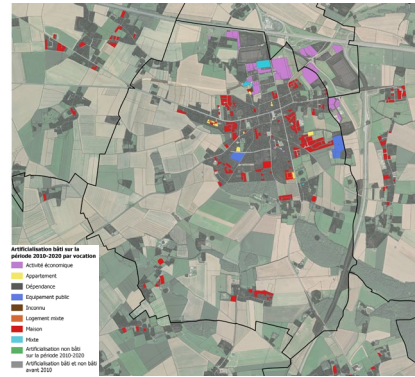 Artificialisation bâti sur la
période 2010-2020 par vocation
Activité économique
Appartement
Dépendance
Equipement public
Inconnu
Logement mixte
Maison
Mixte
Artificialisation non bâti
sur la période 2010-2020
Artificialisation bâti et non bâti
avant 2010